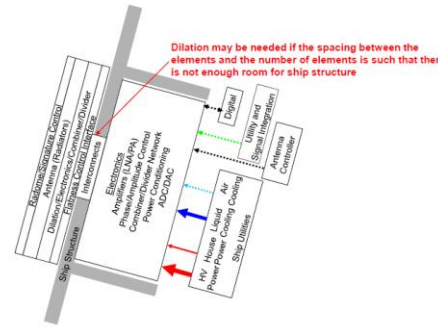 Dilation may be needed if the spacing between the
elements and the number of elements is such that ther
is not enough room for ship structure
Radome/Signature Control
Antenna (Radiators)
Dilation/Electronics/Combiner/Divider
Flatness Control Interface
Interconnects
Ship Structure
Electronics
Amplifiers (LNA/PA)
Phase/Amplitude Control
Combiner/Divider Network
Power Conditioning
ADC/DAC
Digital
Utility and
Signal Integration
Antenna
Controller
HV House Liquid Air
Power Power Cooling Cooling
Ship Utilities